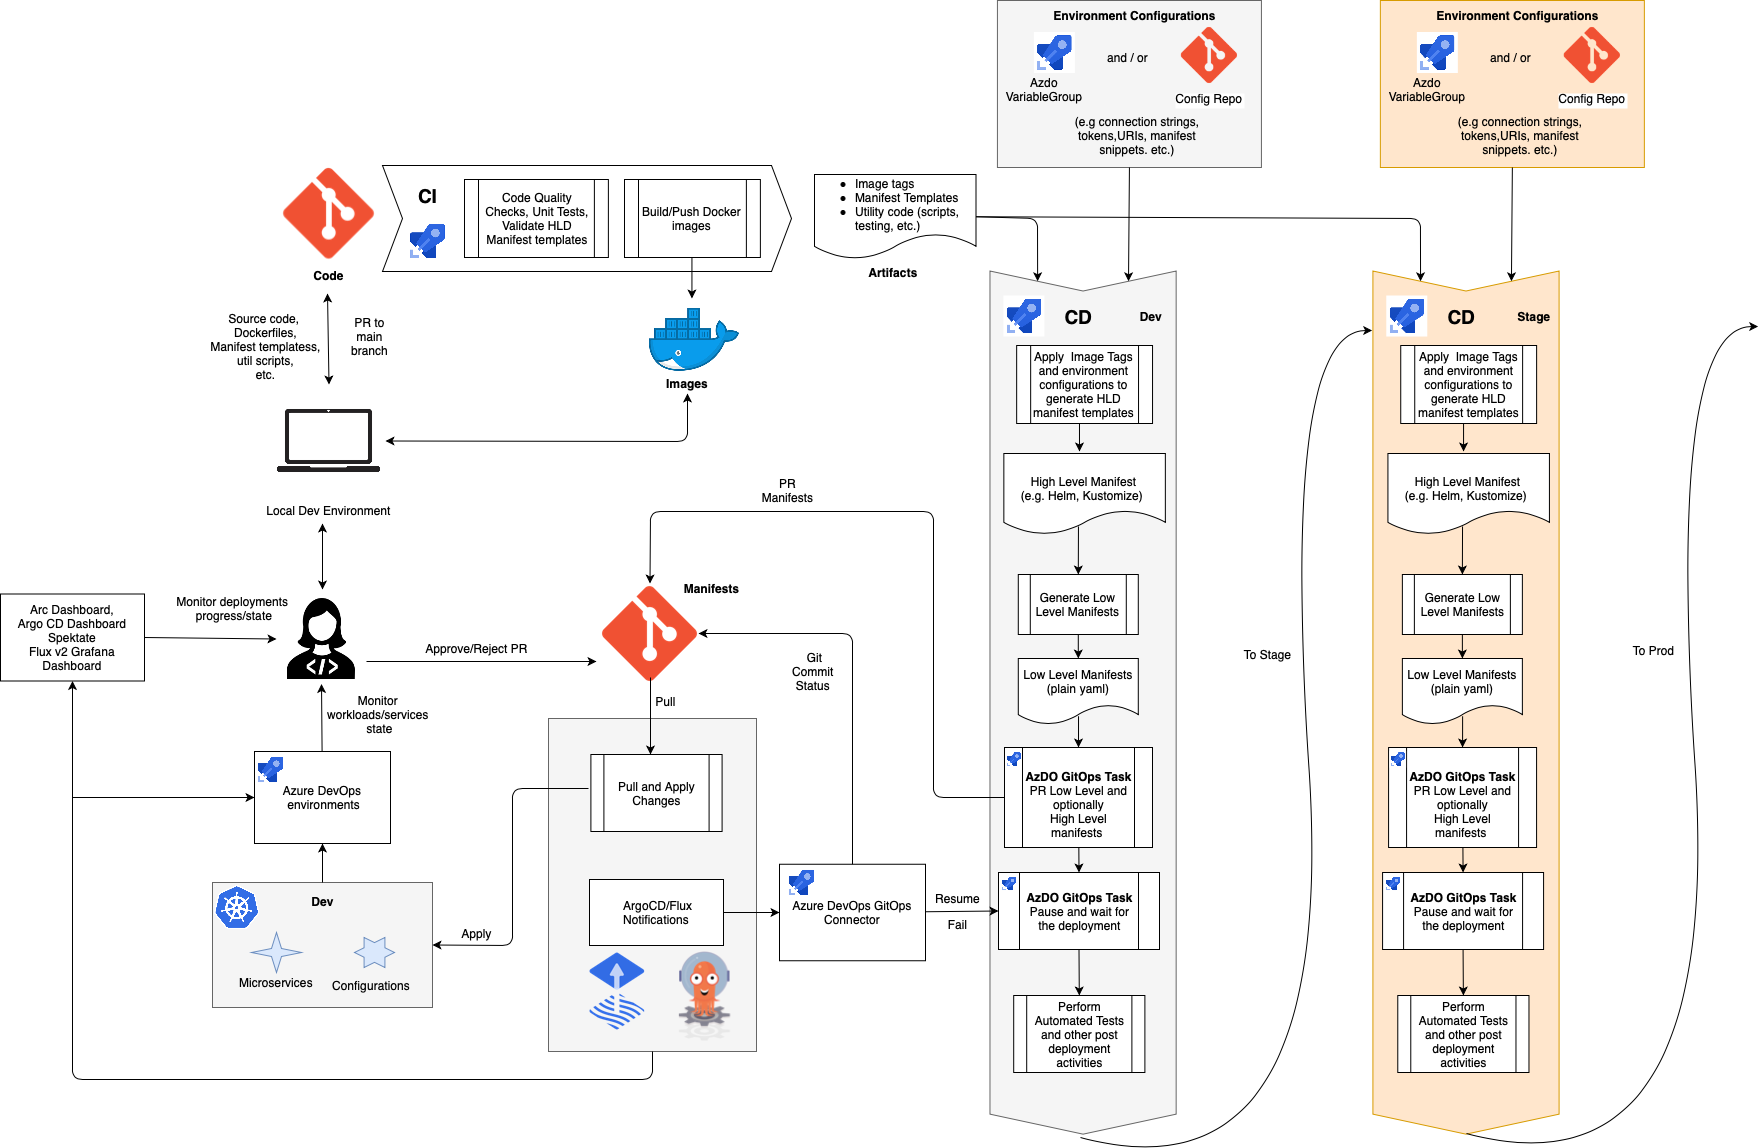 Environment Configurations
and / or
Azdo
VariableGroup
Config Repo
(e.g connection strings,
tokens,URIs, manifest
snippets. etc.)
Environment Configurations
and / or
Azdo
VariableGroup
Config Repo
(e.g connection strings,
tokens,URIs, manifest
snippets. etc.)
Code
CI
Code Quality
Checks, Unit Tests,
Validate HLD
Manifest templates
Build/Push Docker
images
Image tags
Manifest Templates
Utility code (scripts,
testing, etc.)
Artifacts
Source code,
Dockerfiles,
Manifest templatess,
util scripts,
etc.
PR to
main
branch
Images
Local Dev Environment
PR
Manifests
Arc Dashboard,
Argo CD Dashboard
Spektate
Flux v2 Grafana
Dashboard
Monitor deployments
progress/state
</>
Approve/Reject PR
Manifests
Git
Commit
Status
Pull
Monitor
workloads/services
state
Azure DevOps
environments
Pull and Apply
Changes
Dev
Microservices
Configurations
Apply
ArgoCD/Flux
Notifications
Azure DevOps GitOps
Connector
Resume
Fail
CD
Dev
Apply Image Tags
and environment
configurations to
generate HLD
manifest templates
High Level Manifest
(e.g. Helm, Kustomize)
Generate Low
Level Manifests
Low Level Manifests
(plain yaml)
AzDO GitOps Task
PR Low Level and
optionally
High Level
manifests
AzDO GitOps Task
Pause and wait for
the deployment
Perform
Automated Tests
and other post
deployment
activities
To Stage
CD
Stage
Apply Image Tags
and environment
configurations to
generate HLD
manifest templates
High Level Manifest
(e.g. Helm, Kustomize)
Generate Low
Level Manifests
Low Level Manifests
(plain yaml)
AzDO GitOps Task
PR Low Level and
optionally
High Level
manifests
AzDO GitOps Task
Pause and wait for
the deployment
Perform
Automated Tests
and other post
deployment
activities
To Prod